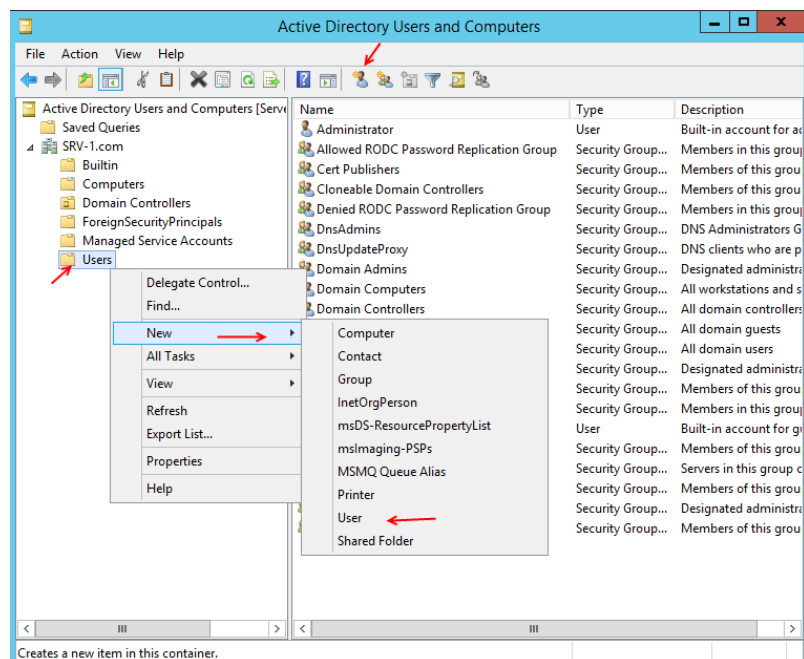 Active Directory Users and Computers
File Action View Help
Active Directory Users and Computers [Serve
Saved Queries
SRV-1.com
Builtin
Computers
Domain Controllers
ForeignSecurityPrincipals
Managed Service Accounts
Users
Delegate Control...
Find...
New
All Tasks
View
Refresh
Export List...
Properties
Help
Computer
Contact
Group
InetOrgPerson
msDS-ResourcePropertyList
msImaging-PSPs
MSMQ Queue Alias
Printer
User
Shared Folder
Name Type Description
Administrator User Built-in account for ad
Allowed RODC Password Replication Group Security Group... Members in this group
Cert Publishers Security Group... Members of this grou
Cloneable Domain Controllers Security Group... Members of this grou
Denied RODC Password Replication Group Security Group... Members in this group
DnsAdmins Security Group... DNS Administrators G
DnsUpdateProxy Security Group... DNS clients who are p
Domain Admins Security Group... Designated administra
Domain Computers Security Group... All workstations and s
Domain Controllers Security Group... All domain controllers
Security Group... All domain guests
Security Group... All domain users
Security Group... Designated administra
Security Group... Members of this grou
Security Group... Members in this group
User Built-in account for gu
Security Group... Members of this grou
Security Group... Servers in this group c
Security Group... Members of this grou
Security Group... Designated administra
Security Group... Members of this grou
Creates a new item in this container.